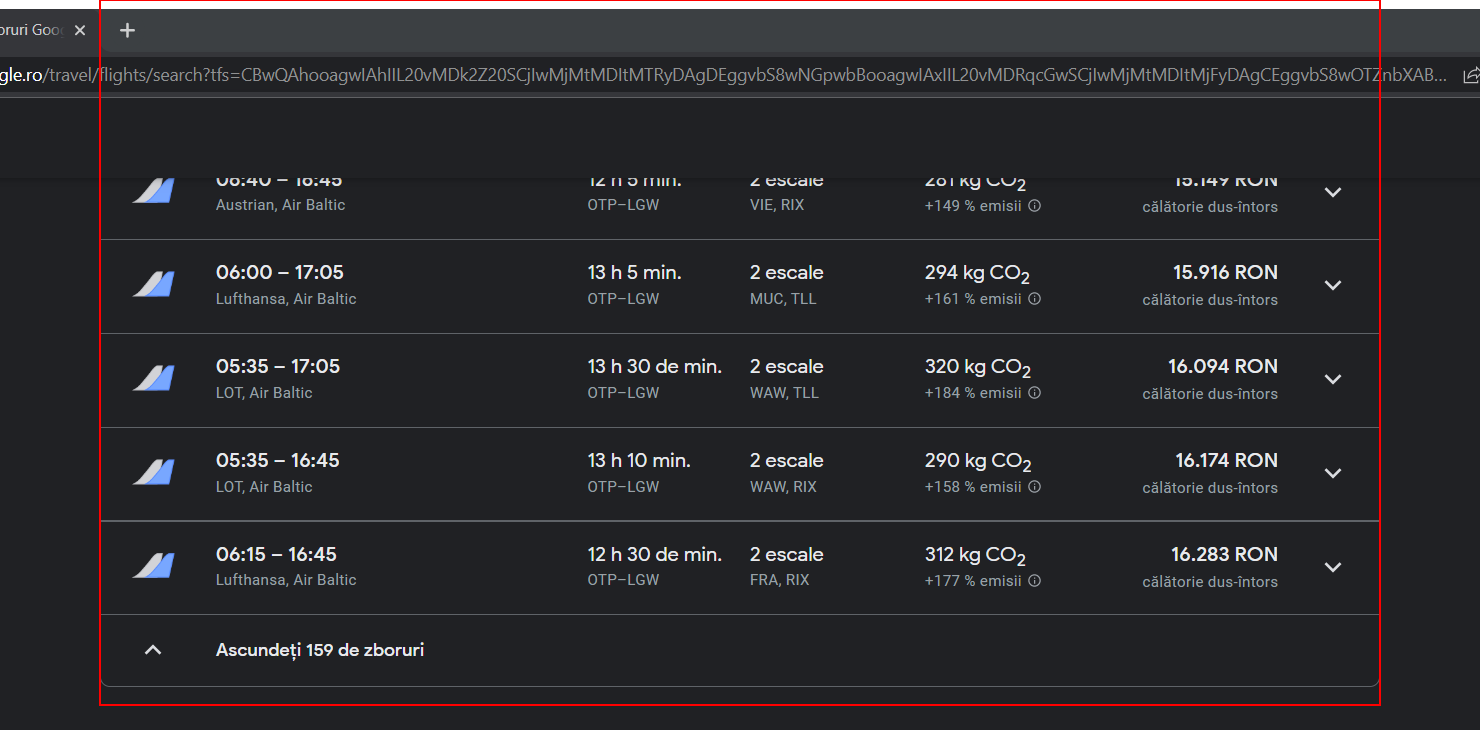 oruri Goo
gle.ro/travel/flights/search?tfs=CBwQAhooagwIAhIIL20vMDk2Z20SCjIwMjMtMDItMTRyDAgDEggvbS8wNGpwbBooagwIAxIIL20vMDRqcGwSCjIwMjMtMDItMjFyDAgCEggvbS8wOTZnbXAB...
06:40 – 16:45 12 h 5 min. 2 escale 281 kg CO2 15.149 RON
Austrian, Air Baltic OTP–LGW VIE, RIX +149 % emisii călătorie dus-întors
06:00 – 17:05 13 h 5 min. 2 escale 294 kg CO2 15.916 RON
Lufthansa, Air Baltic OTP–LGW MUC, TLL +161 % emisii călătorie dus-întors
05:35 – 17:05 13 h 30 de min. 2 escale 320 kg CO2 16.094 RON
LOT, Air Baltic OTP–LGW WAW, TLL +184 % emisii călătorie dus-întors
05:35 – 16:45 13 h 10 min. 2 escale 290 kg CO2 16.174 RON
LOT, Air Baltic OTP–LGW WAW, RIX +158 % emisii călătorie dus-întors
06:15 – 16:45 12 h 30 de min. 2 escale 312 kg CO2 16.283 RON
Lufthansa, Air Baltic OTP–LGW FRA, RIX +177 % emisii călătorie dus-întors
Ascundeți 159 de zboruri